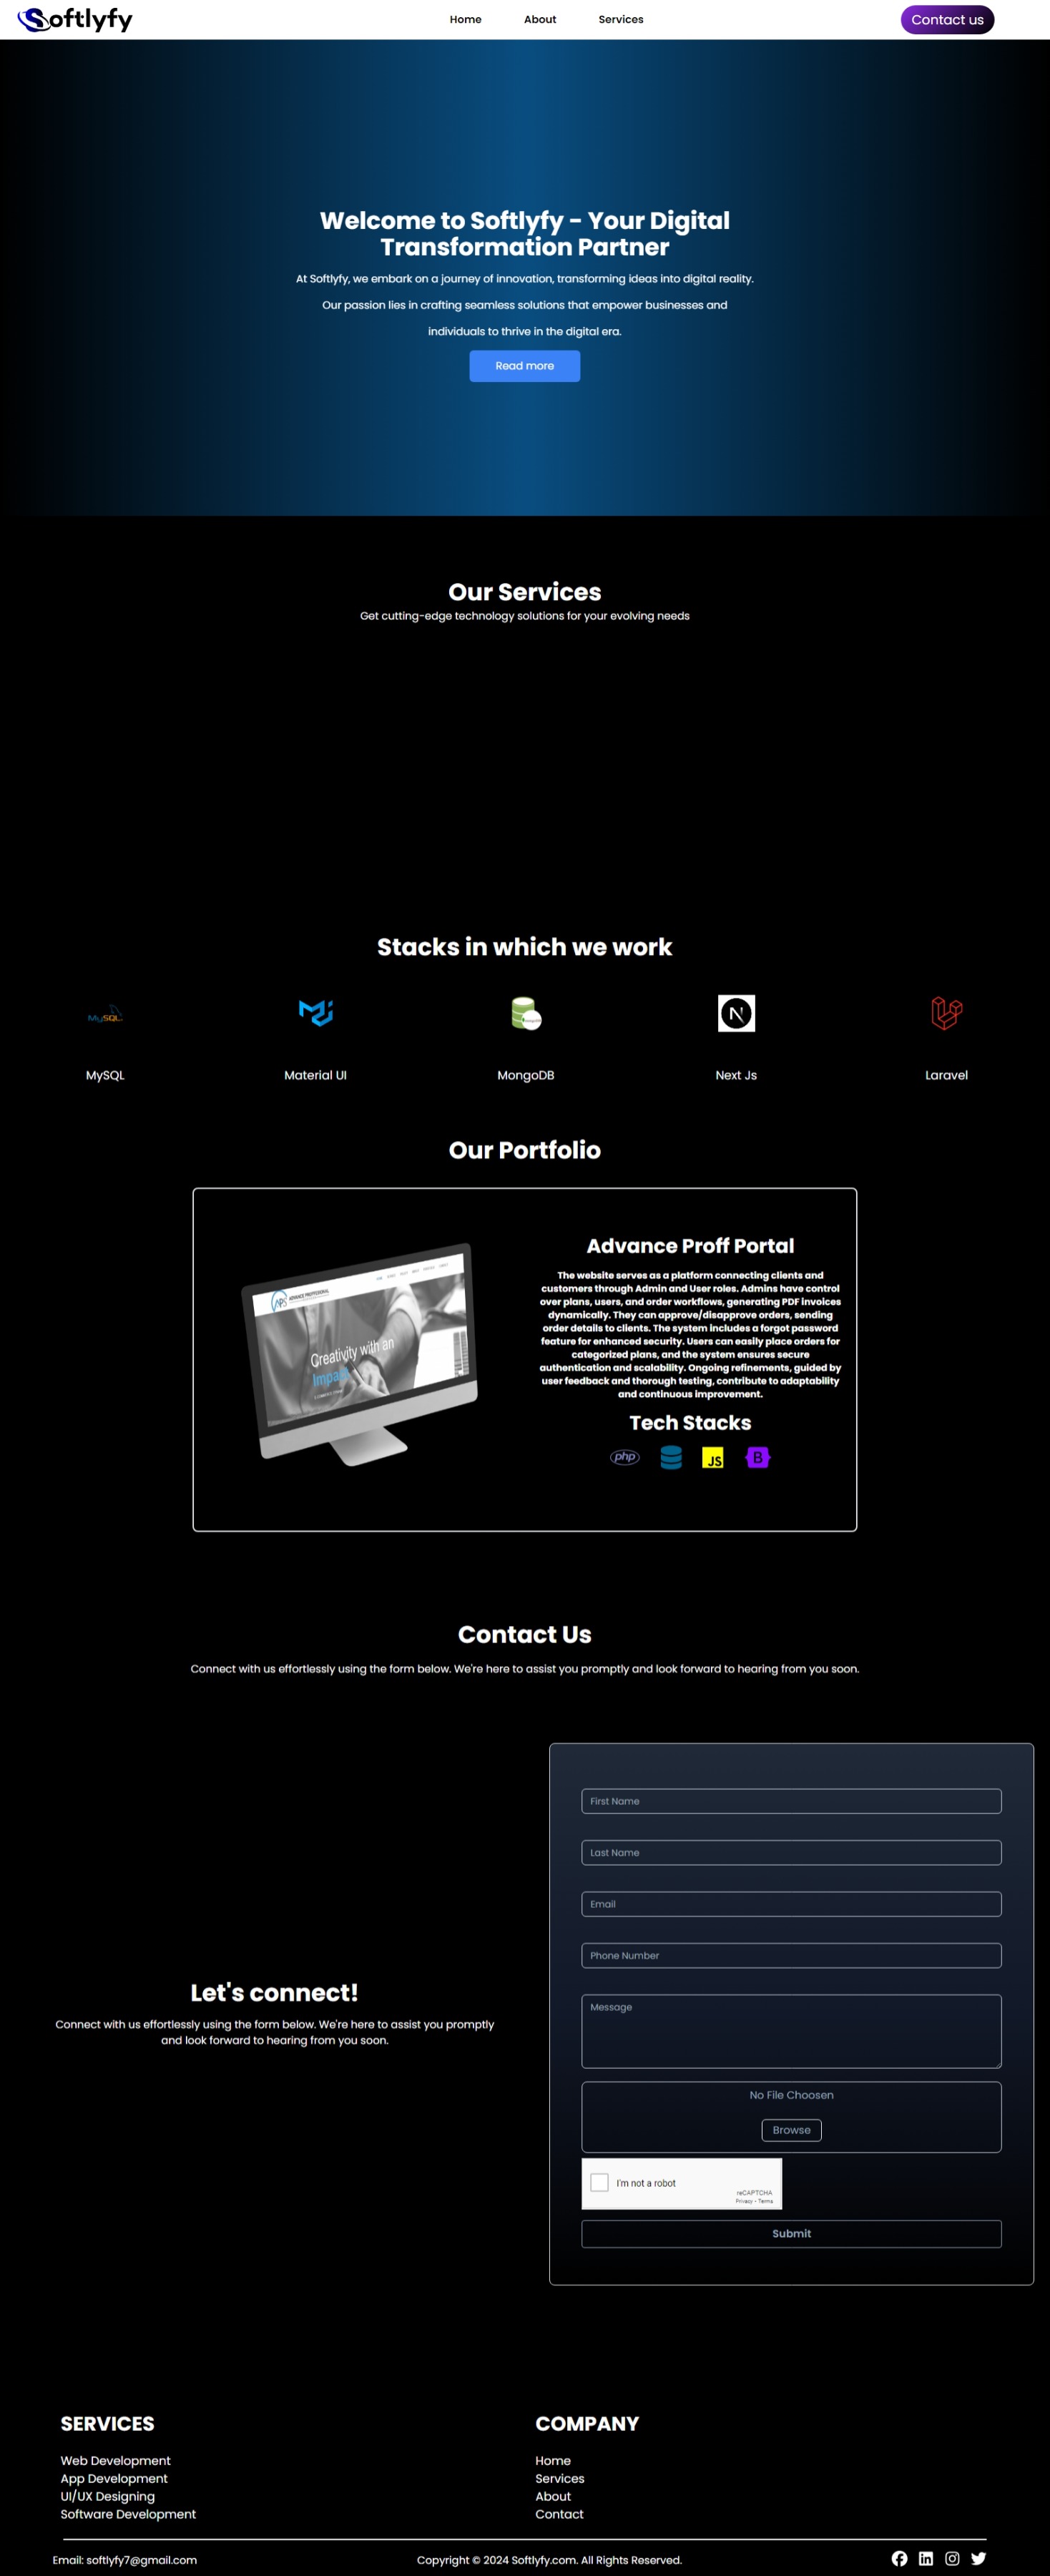 Softlyfy
Home
About
Services
Contact us
Welcome to Softlyfy - Your Digital
Transformation Partner
At Softlyfy, we embark on a journey of innovation, transforming ideas into digital reality.
Our passion lies in crafting seamless solutions that empower businesses and
individuals to thrive in the digital era.
Read more
Our Services
Get cutting-edge technology solutions for your evolving needs
Stacks in which we work
MySQL
N
MySQL
Material UI
MongoDB
Next Js
Laravel
Our Portfolio
APS
ADVANCE PROFFESIONAL
Creativity with an
Impact
Advance Proff Portal
The website serves as a platform connecting clients and
customers through Admin and User roles. Admins have control
over plans, users, and order workflows, generating PDF invoices
dynamically. They can approve/disapprove orders, sending
order details to clients. The system includes a forgot password
feature for enhanced security. Users can easily place orders for
categorized plans, and the system ensures secure
authentication and scalability. Ongoing refinements, guided by
user feedback and thorough testing, contribute to adaptability
and continuous improvement.
Tech Stacks
php
JS
B
Contact Us
Connect with us effortlessly using the form below. We're here to assist you promptly and look forward to hearing from you soon.
Let's connect!
Connect with us effortlessly using the form below. We're here to assist you promptly
and look forward to hearing from you soon.
First Name
Last Name
Email
Phone Number
Message
No File Choosen
Browse
I'm not a robot
reCAPTCHA
Privacy - Terms
Submit
SERVICES
Web Development
App Development
UI/UX Designing
Software Development
COMPANY
Home
Services
About
Contact
Email: softlyfy7@gmail.com
Copyright © 2024 Softlyfy.com. All Rights Reserved.